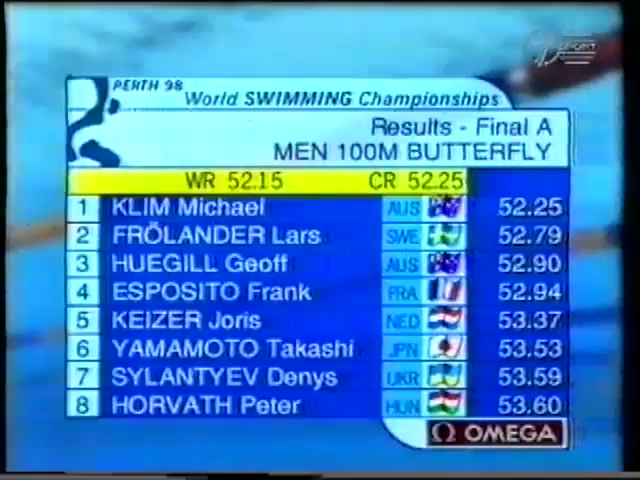 SPORT
PERTH 98
World SWIMMING Championships
Results - Final A
MEN 100M BUTTERFLY
WR 52.15 CR 52.25
1 KLIM Michael AUS 52.25
2 FRÖLANDER Lars SWE 52.79
3 HUEGILL Geoff AUS 52.90
4 ESPOSITO Frank FRA 52.94
5 KEIZER Joris NED 53.37
6 YAMAMOTO Takashi JPN 53.53
7 SYLANTYEV Denys UKR 53.59
8 HORVATH Peter HUN 53.60
Ω OMEGA